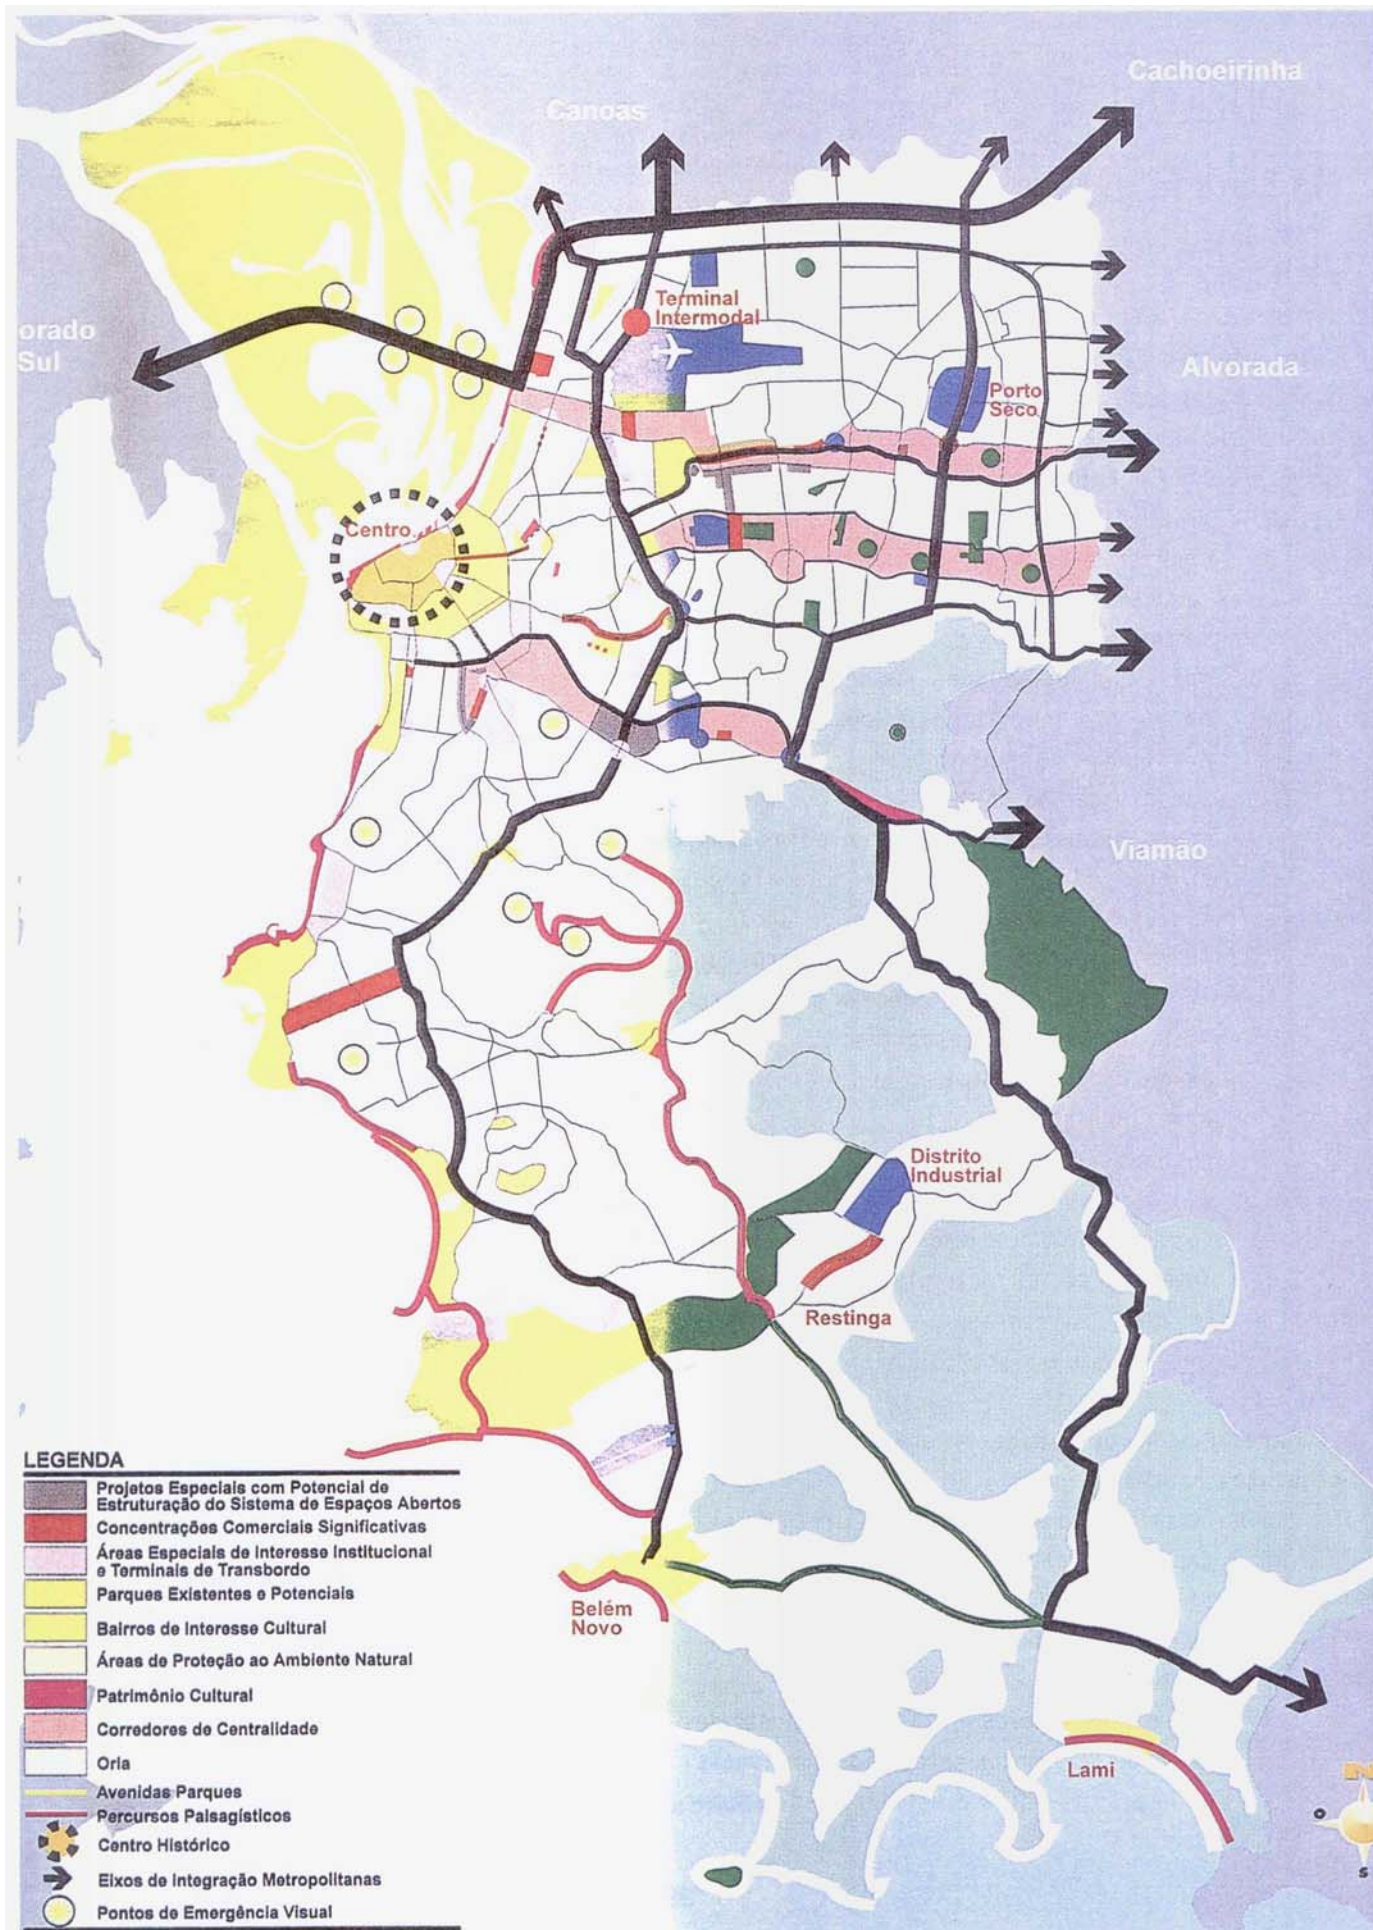 Cachoeirinha
Canoas
orado
Sul
Terminal
Intermodal
Alvorada
Porto
Seco
Centro
Viamão
Distrito
Industrial
Restinga
Belém
Novo
Lami
LEGENDA
Projetos Especiais com Potencial de
Estruturação do Sistema de Espaços Abertos
Concentrações Comerciais Significativas
Áreas Especiais de Interesse Institucional
e Terminais de Transbordo
Parques Existentes e Potenciais
Bairros de Interesse Cultural
Áreas de Proteção ao Ambiente Natural
Patrimônio Cultural
Corredores de Centralidade
Orla
Avenidas Parques
Percursos Paisagísticos
Centro Histórico
Eixos de Integração Metropolitanas
Pontos de Emergência Visual
N
O
S